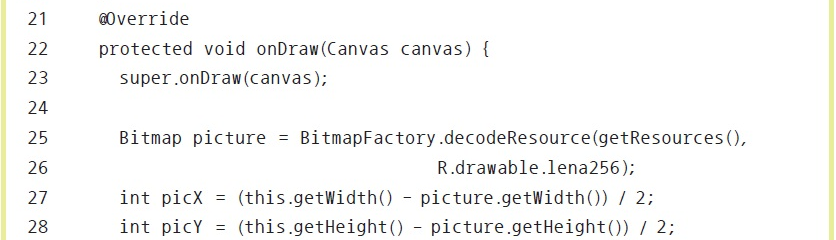 21 @Override
22 protected void onDraw(Canvas canvas) {
23 super.onDraw(canvas);
24
25 Bitmap picture = BitmapFactory.decodeResource(getResources(),
26 R.drawable.lena256);
27 int picX = (this.getWidth() - picture.getWidth()) / 2;
28 int picY = (this.getHeight() - picture.getHeight()) / 2;